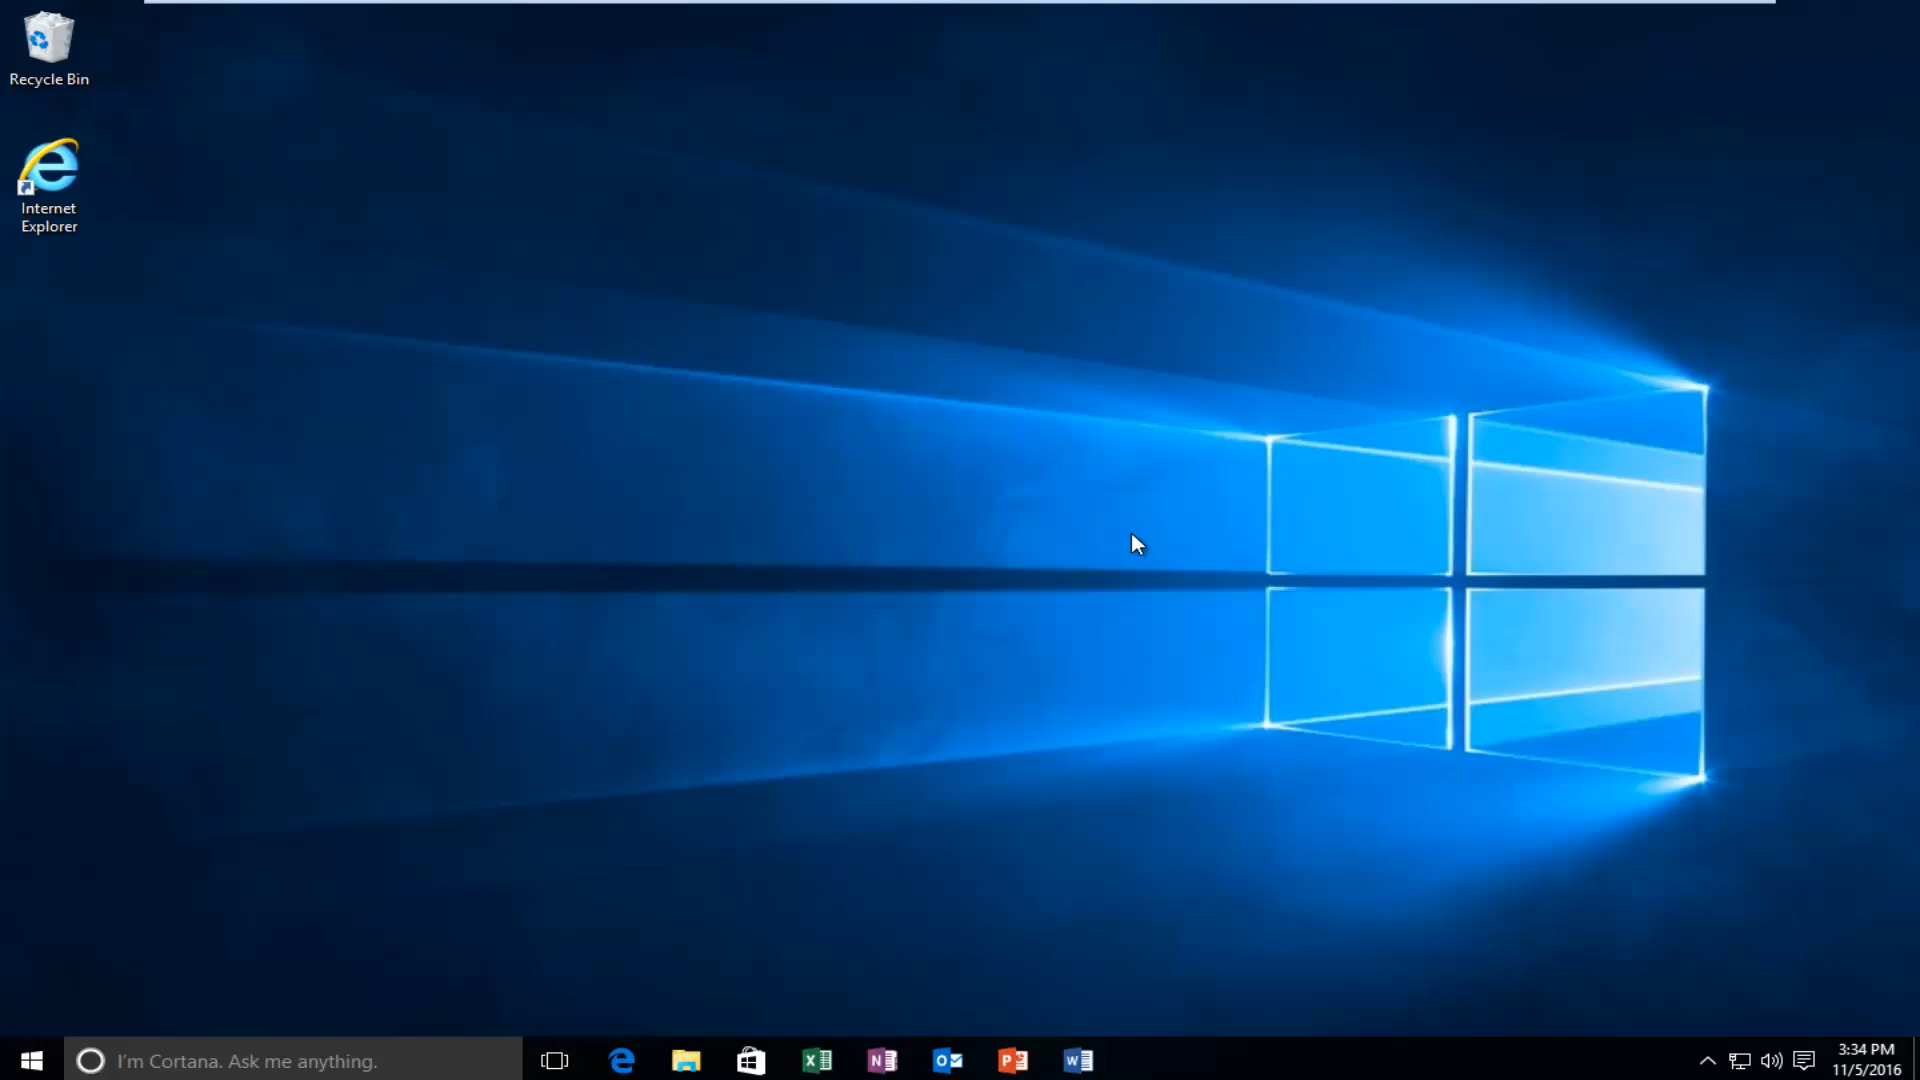 Recycle Bin
Internet
Explorer
I'm Cortana. Ask me anything.
3:34 PM
11/5/2016